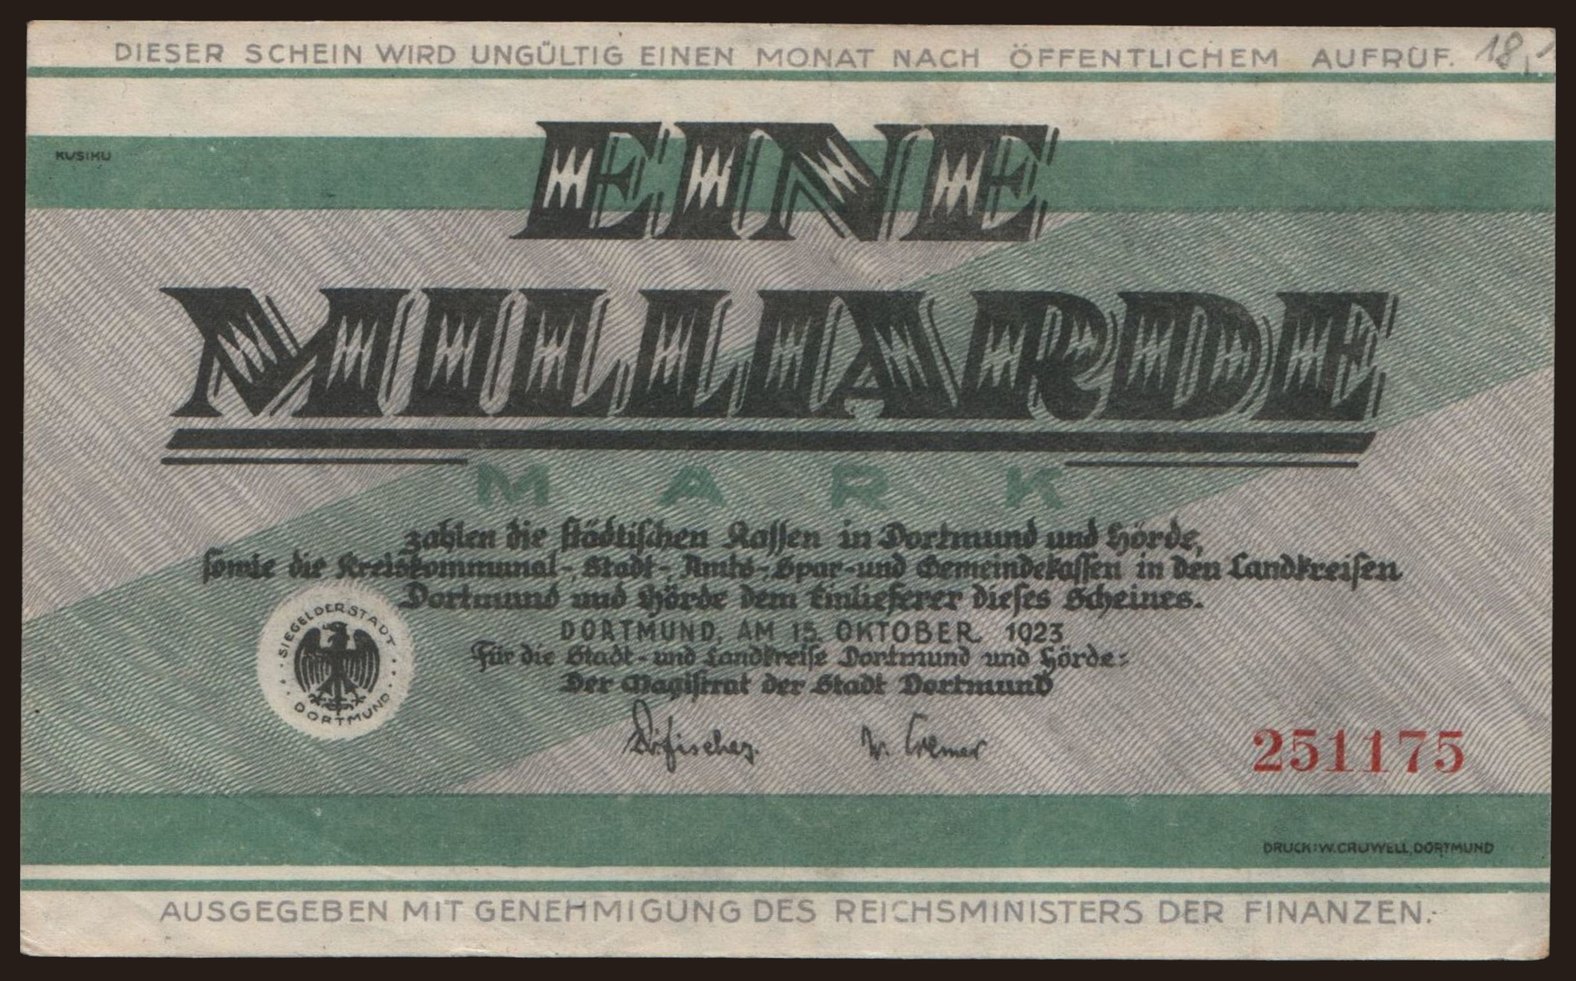 DIESER SCHEIN WIRD UNGÜLTIG EINEN MONAT NACH ÖFFENTLICHEM AUFRUF.
18,
KUSIKU
EINE
MILLIARDE
MARK
zahlen die städtischen Kassen in Dortmund und Hörde,
sowie die Kreiskommunal-, Stadt-, Amts-, Spar- und Gemeindekassen in den Landkreisen
Dortmund und Hörde dem Einlieferer dieses Scheines.
DORTMUND, AM 15. OKTOBER 1923
Für die Stadt- und Landkreise Dortmund und Hörde:
Der Magistrat der Stadt Dortmund
SIEGEL DER STADT DORTMUND
Cremer
251175
DRUCK: W. CRÜWELL, DORTMUND
AUSGEGEBEN MIT GENEHMIGUNG DES REICHSMINISTERS DER FINANZEN.